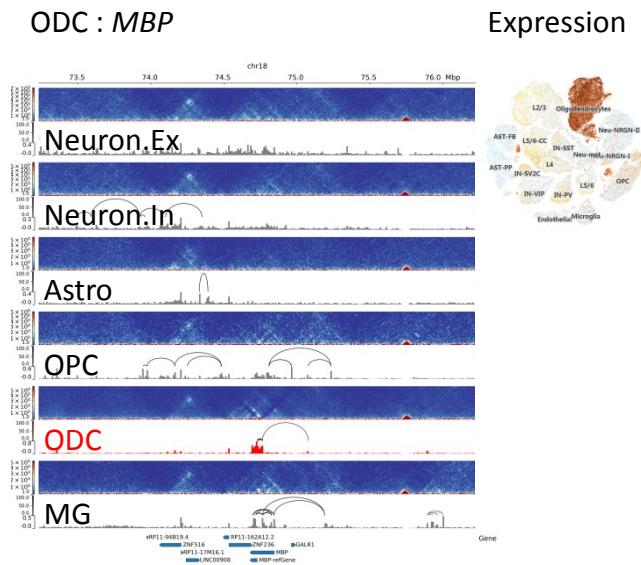 ODC : MBP
Expression
chr18
73.5 74.0 74.5 75.0 75.5 76.0 Mbp
Neuron.Ex
Neuron.In
Astro
OPC
ODC
MG
Gene
RP11-94B19.4 RP11-162A12.2
ZNF516 ZNF236 GALR1
RP11-17M16.1 MBP
LINC00908 MBP-refGene
L2/3
Oligodendrocytes
Neu-NRGN-II
AST-FB
L5/6-CC
IN-SST
Neu-mat
Neu-NRGN-I
AST-PP
IN-SV2C
L4
OPC
L5/6
IN-VIP
IN-PV
Microglia
Endothelial